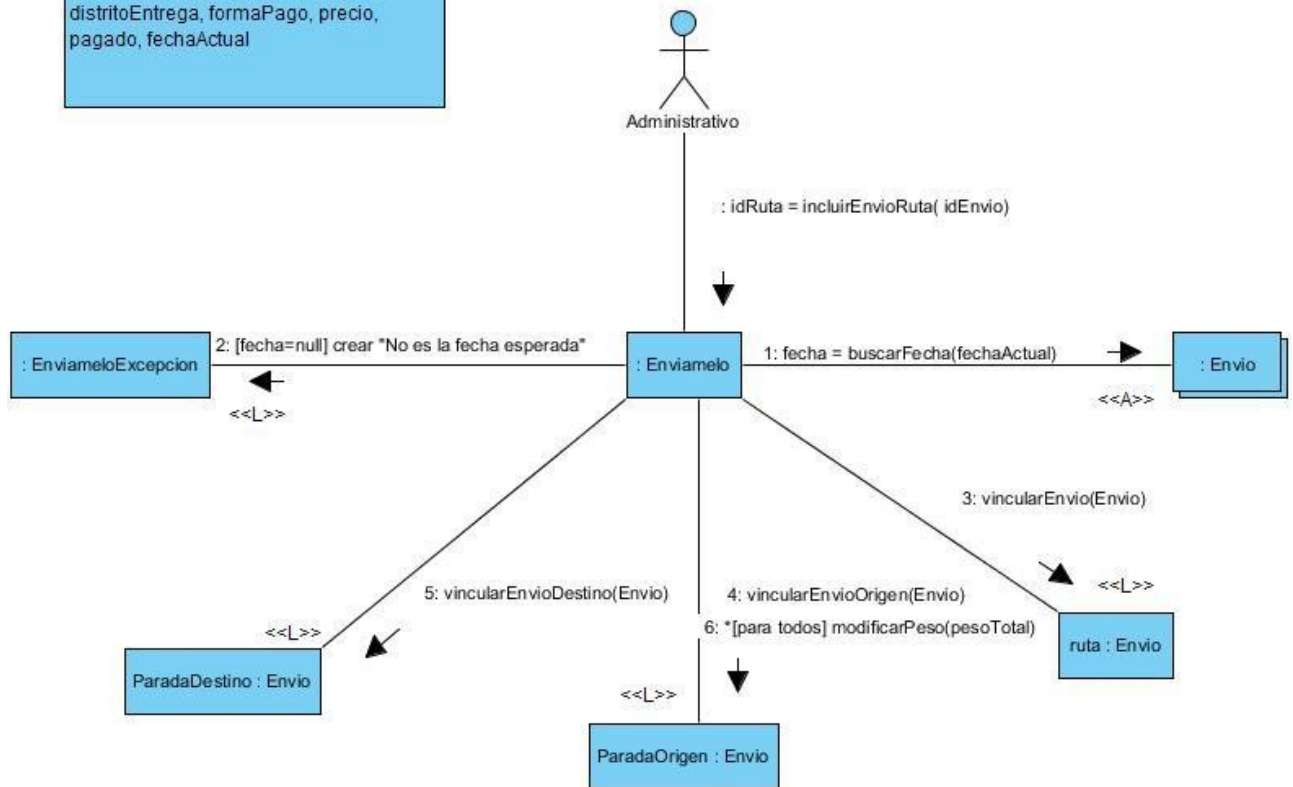 distritoEntrega, formaPago, precio,
pagado, fechaActual
Administrativo
: idRuta = incluirEnvioRuta( idEnvio)
: EnviameloExcepcion
2: [fecha=null] crear "No es la fecha esperada"
<<L>>
: Enviamelo
1: fecha = buscarFecha(fechaActual)
<<A>>
: Envio
3: vincularEnvio(Envio)
<<L>>
ruta : Envio
5: vincularEnvioDestino(Envio)
<<L>>
ParadaDestino : Envio
4: vincularEnvioOrigen(Envio)
6: *[para todos] modificarPeso(pesoTotal)
<<L>>
ParadaOrigen : Envio